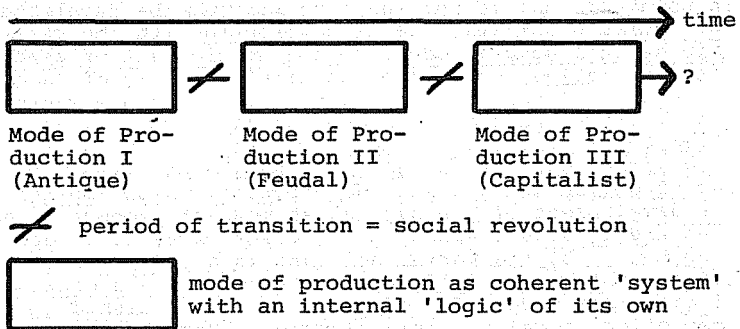 time
?
Mode of Pro-
duction I
(Antique)
Mode of Pro-
duction II
(Feudal)
Mode of Pro-
duction III
(Capitalist)
period of transition = social revolution
mode of production as coherent 'system'
with an internal 'logic' of its own